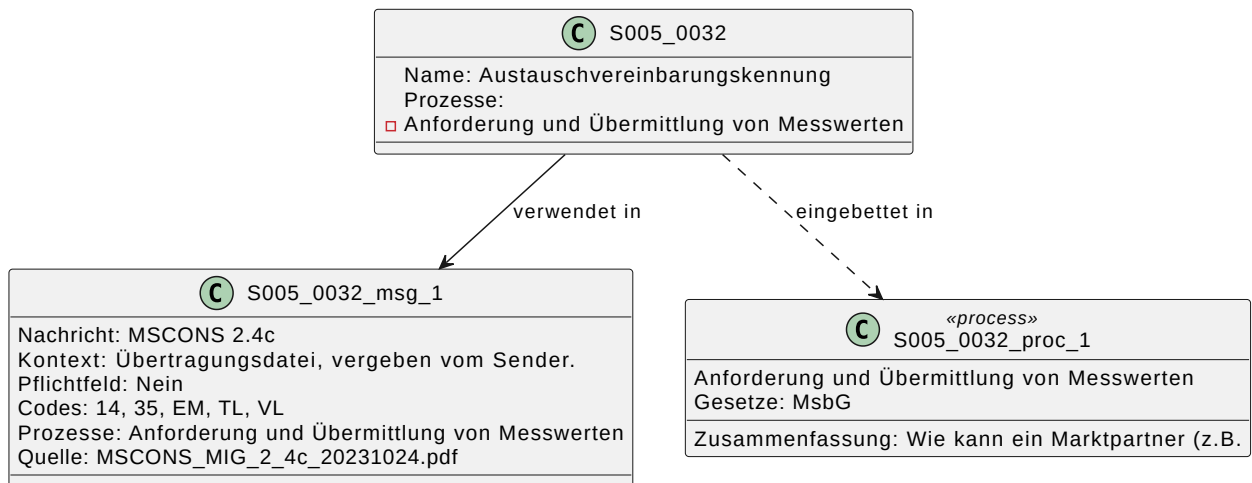 C S005_0032
Name: Austauschvereinbarungskennung
Prozesse:
Anforderung und Übermittlung von Messwerten
verwendet in
eingebettet in
C S005_0032_msg_1
Nachricht: MSCONS 2.4c
Kontext: Übertragungsdatei, vergeben vom Sender.
Pflichtfeld: Nein
Codes: 14, 35, EM, TL, VL
Prozesse: Anforderung und Übermittlung von Messwerten
Quelle: MSCONS_MIG_2_4c_20231024.pdf
«process»
C S005_0032_proc_1
Anforderung und Übermittlung von Messwerten
Gesetze: MsbG
Zusammenfassung: Wie kann ein Marktpartner (z.B.